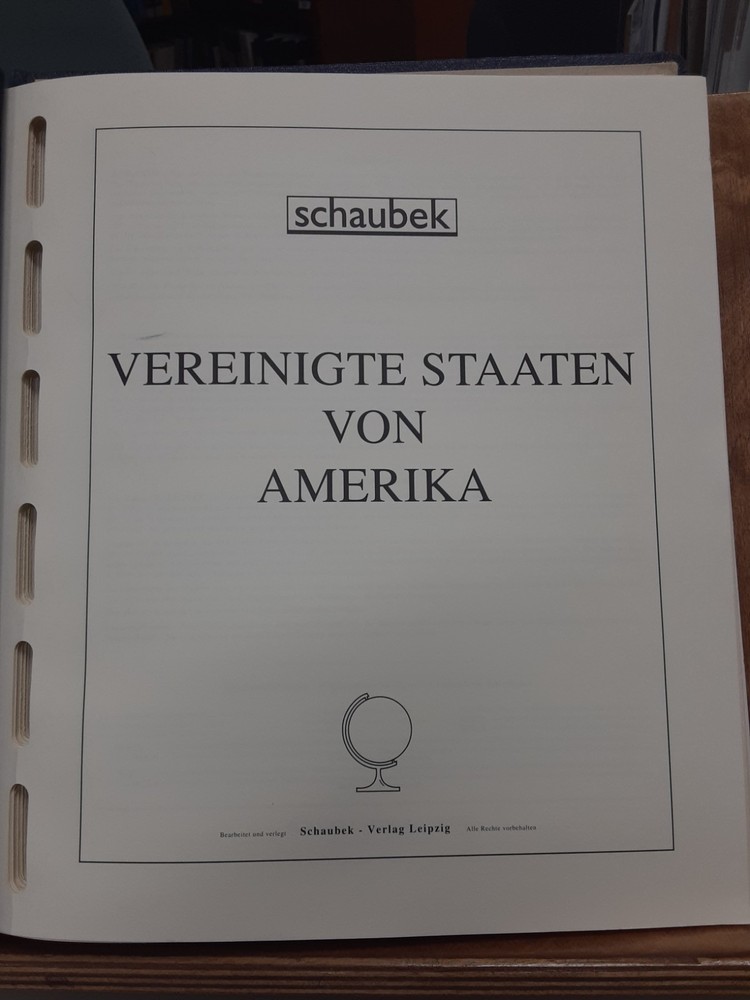 schaubek
VEREINIGTE STAATEN
VON
AMERIKA
Bearbeitet und verlegt Schaubek - Verlag Leipzig Alle Rechte vorbehalten